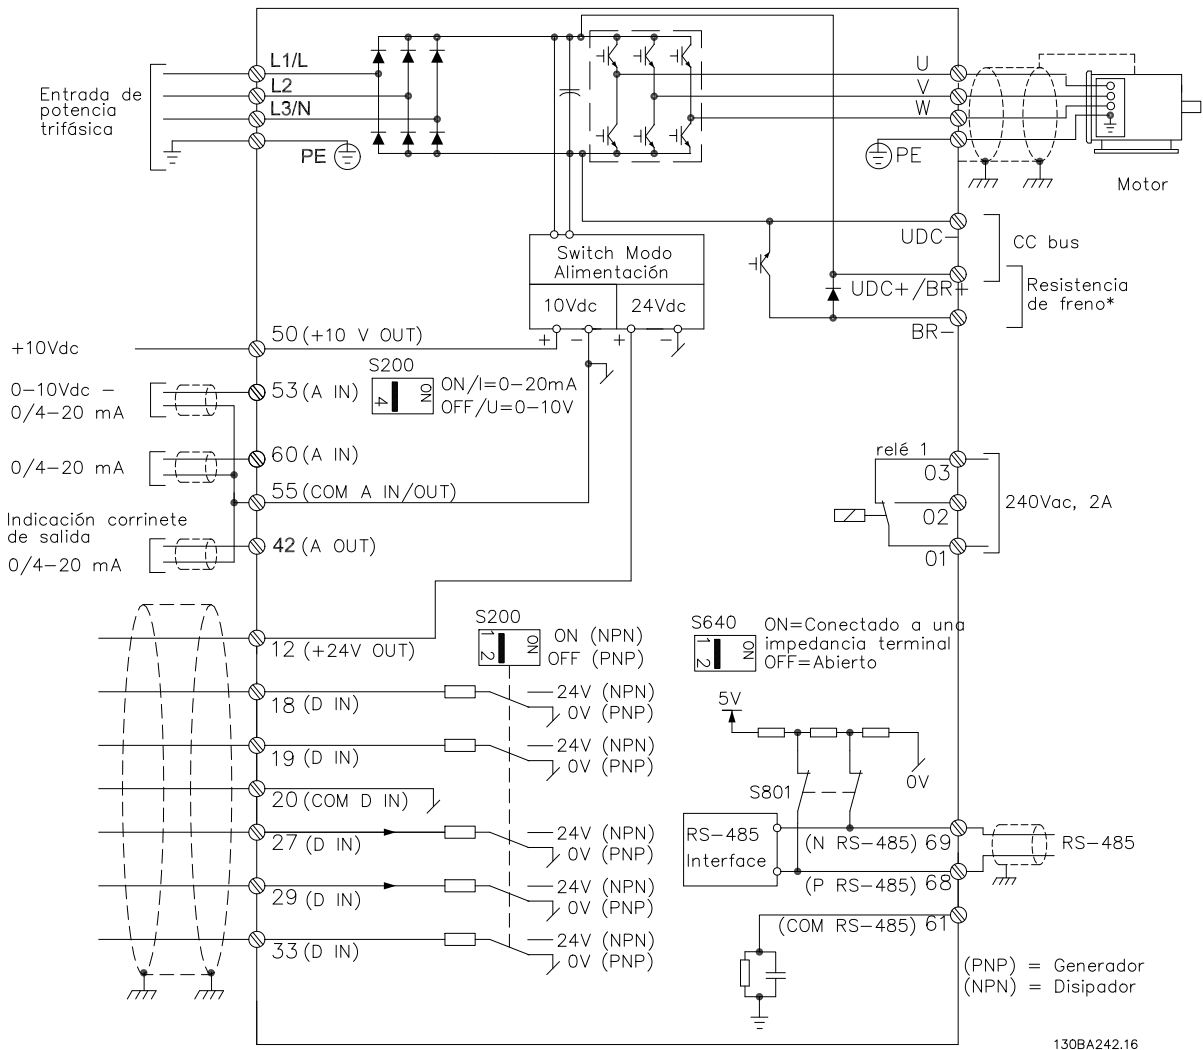 L1/L
L2
L3/N
PE
Entrada de
potencia
trifásica
U
V
W
PE
Motor
UDC-
CC bus
UDC+/BR+
Resistencia
de freno*
BR-
Switch Modo
Alimentación
10Vdc
24Vdc
+ - + -
+10Vdc
50 (+10 V OUT)
S200
4
ON
ON/I=0-20mA
OFF/U=0-10V
0-10Vdc -
0/4-20 mA
53 (A IN)
0/4-20 mA
60 (A IN)
55 (COM A IN/OUT)
Indicación corrinete
de salida
0/4-20 mA
42 (A OUT)
relé 1
03
02
01
240Vac, 2A
12 (+24V OUT)
S200
1 2
ON
ON (NPN)
OFF (PNP)
S640
1 2
ON
ON=Conectado a una
impedancia terminal
OFF=Abierto
18 (D IN)
24V (NPN)
0V (PNP)
19 (D IN)
24V (NPN)
0V (PNP)
20 (COM D IN)
27 (D IN)
24V (NPN)
0V (PNP)
29 (D IN)
24V (NPN)
0V (PNP)
33 (D IN)
24V (NPN)
0V (PNP)
5V
0V
S801
RS-485
Interface
(N RS-485) 69
RS-485
(P RS-485) 68
(COM RS-485) 61
(PNP) = Generador
(NPN) = Disipador
130BA242.16